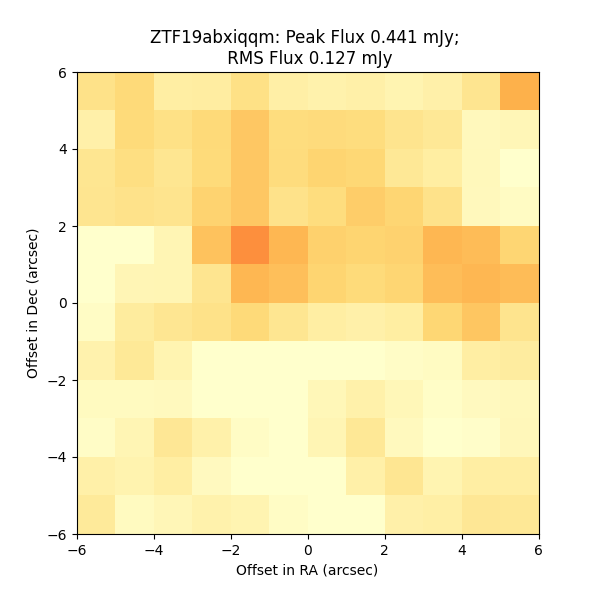 ZTF19abxiqqm: Peak Flux 0.441 mJy;
RMS Flux 0.127 mJy
6
4
2
0
−2
−4
−6
Offset in Dec (arcsec)
−6 −4 −2 0 2 4 6
Offset in RA (arcsec)